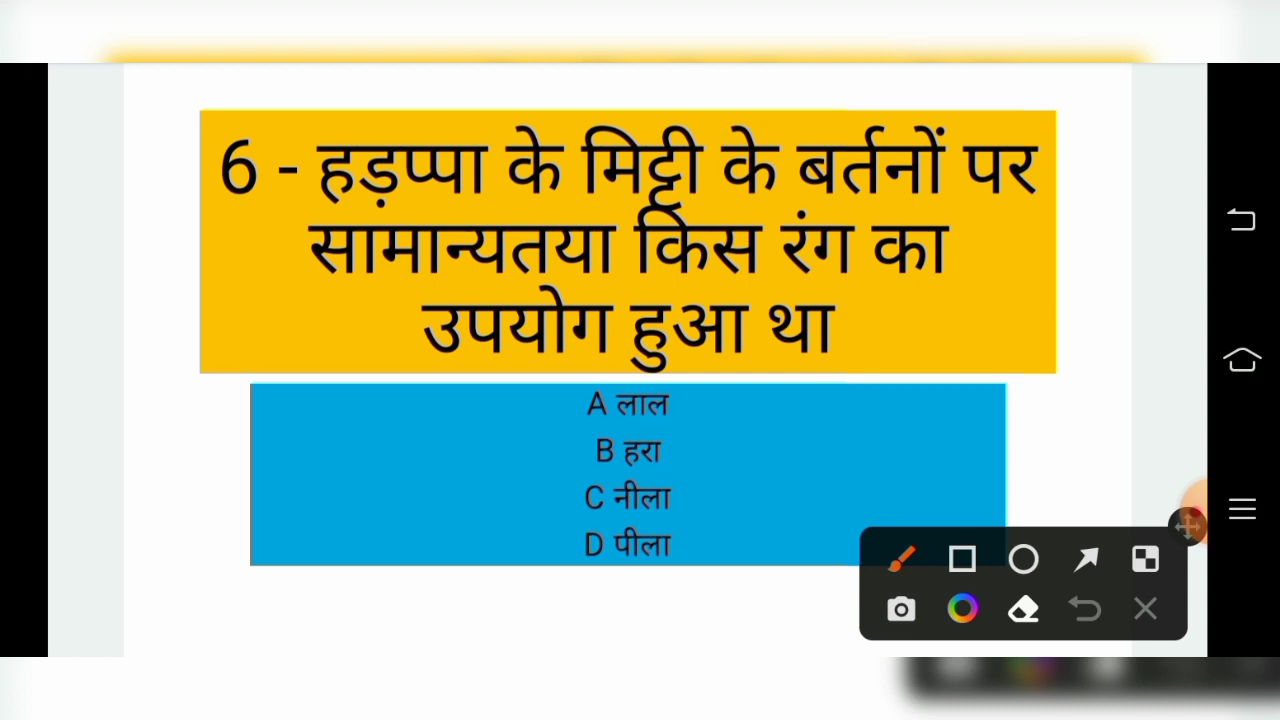 6 - हड़प्पा के मिट्टी के बर्तनों पर
सामान्यतया किस रंग का
उपयोग हुआ था
A लाल
B हरा
C नीला
D पीला